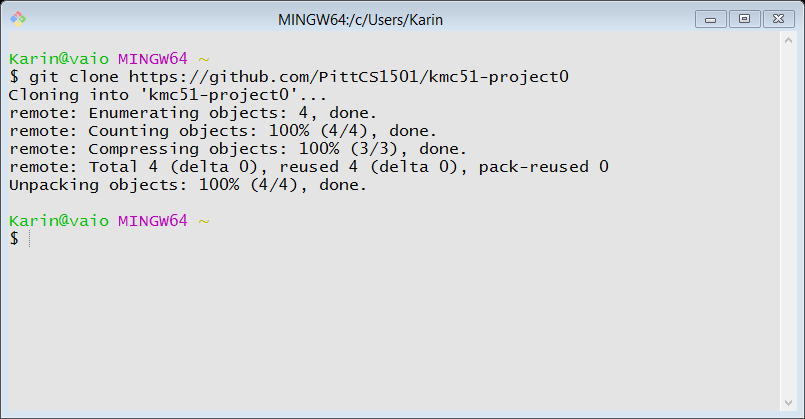 MINGW64:/c/Users/Karin
Karin@vaio MINGW64 ~
$ git clone https://github.com/PittCS1501/kmc51-project0
Cloning into 'kmc51-project0'...
remote: Enumerating objects: 4, done.
remote: Counting objects: 100% (4/4), done.
remote: Compressing objects: 100% (3/3), done.
remote: Total 4 (delta 0), reused 4 (delta 0), pack-reused 0
Unpacking objects: 100% (4/4), done.
Karin@vaio MINGW64 ~
$